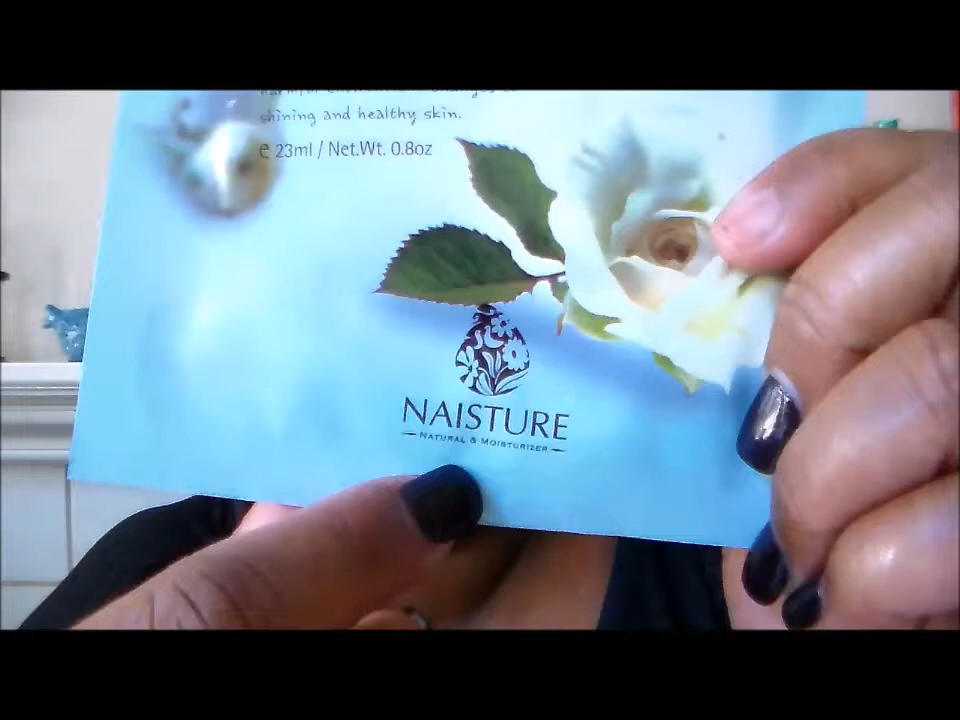 shining and healthy skin.
e 23ml / Net.Wt. 0.8oz
NAISTURE
NATURAL & MOISTURIZER